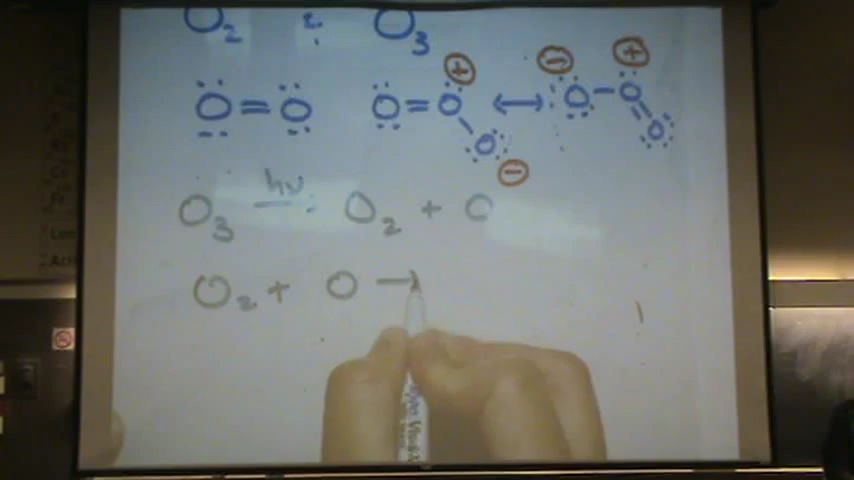 O₂ O₃
Ö=Ö O=O⊕-O⊖ ↔ ⊖O-O⊕=O
O₃ hν→ O₂ + O
O₂ + O →